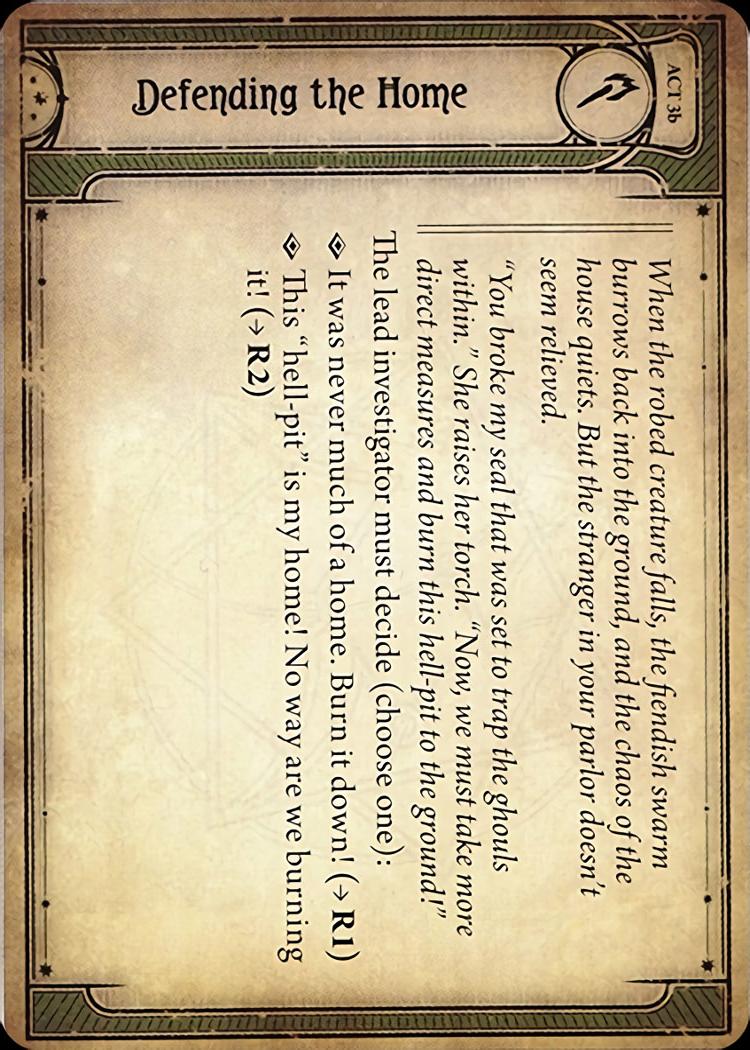 ACT 3b
Defending the Home
When the robed creature falls, the fiendish swarm
burrows back into the ground, and the chaos of the
house quiets. But the stranger in your parlor doesn't
seem relieved.
“You broke my seal that was set to trap the ghouls
within.” She raises her torch. “Now, we must take more
direct measures and burn this hell-pit to the ground!”
The lead investigator must decide (choose one):
It was never much of a home. Burn it down! (→R1)
This “hell-pit” is my home! No way are we burning
it! (→R2)